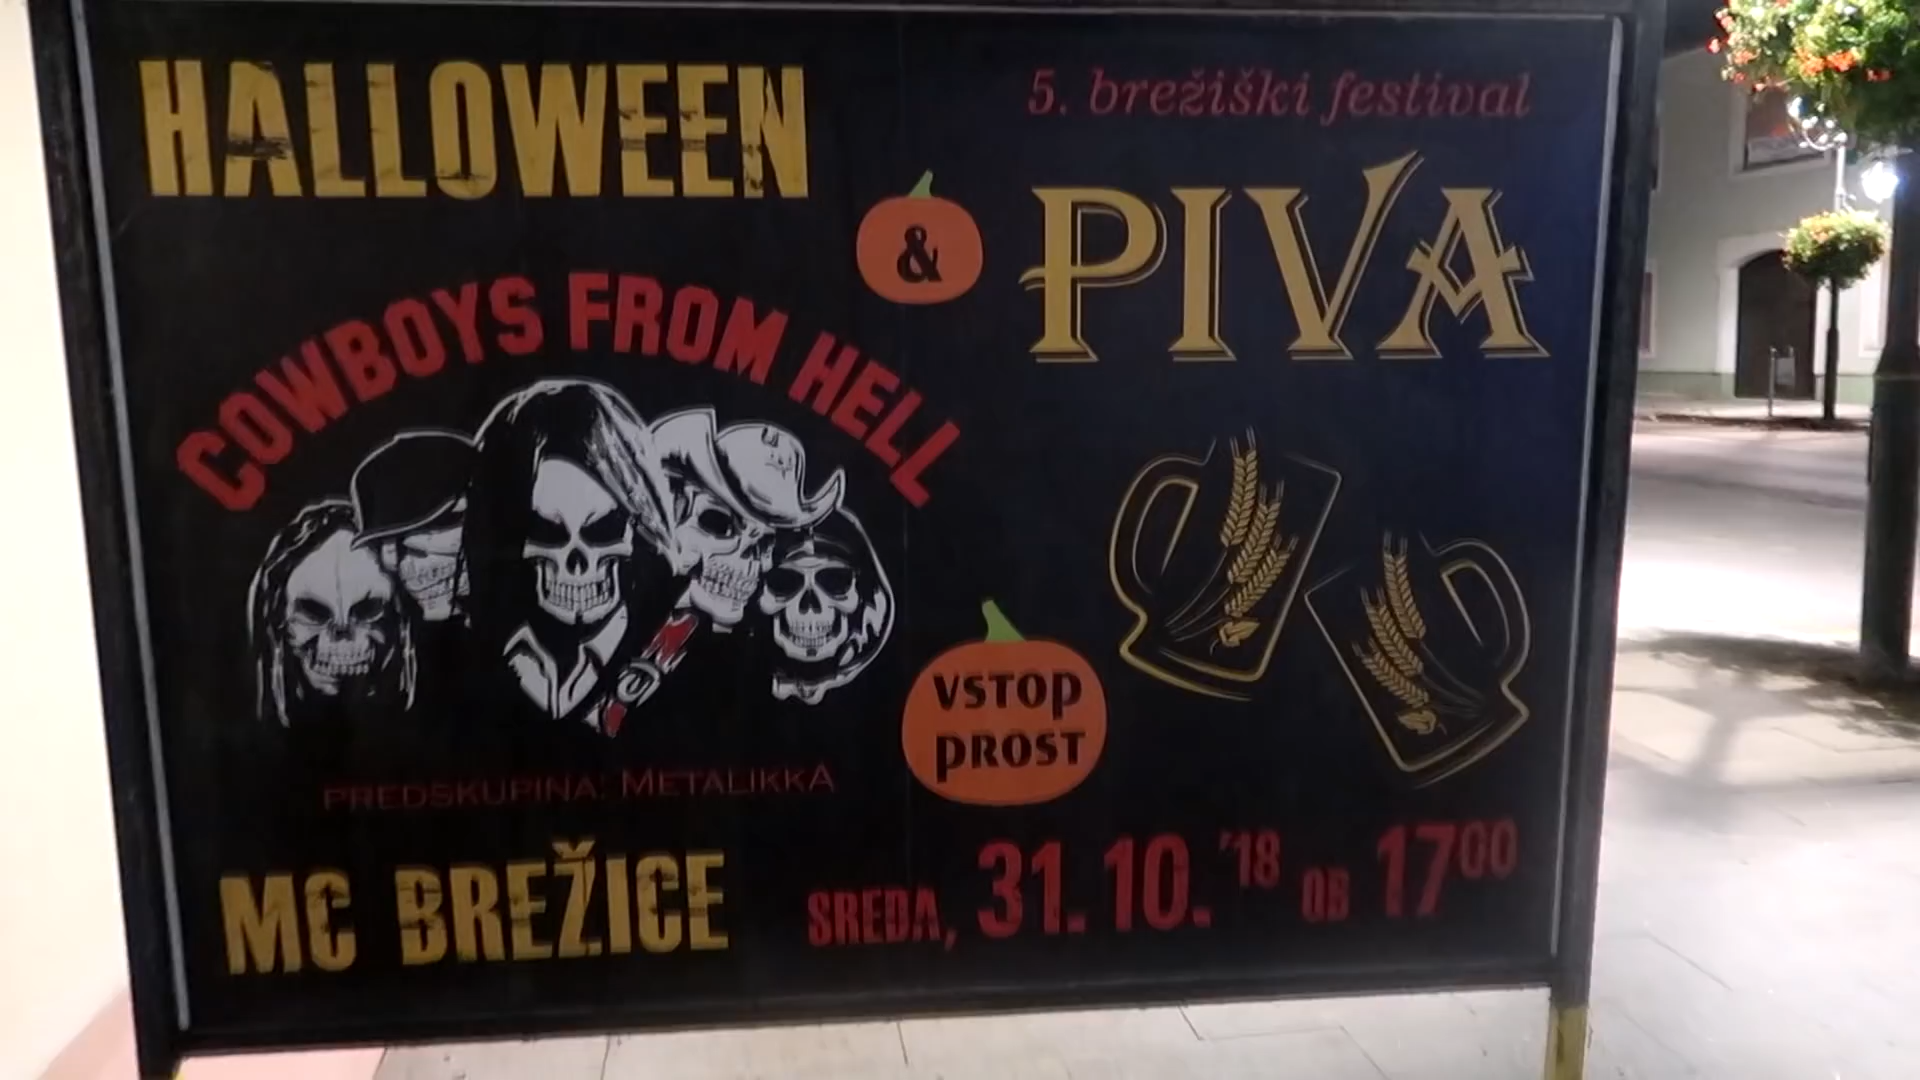 HALLOWEEN
&
5. brežiški festival
PIVA
COWBOYS FROM HELL
VSTOP
PROST
PREDSKUPINA: METALIKKA
MC BREŽICE
SREDA, 31.10.'18 OB 1700